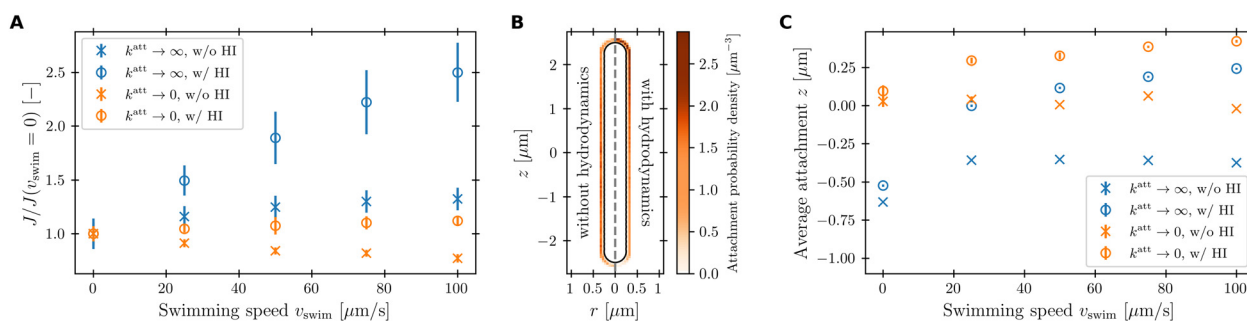 A
J/J(v_swim = 0) [−]
2.5
2.0
1.5
1.0
k^att → ∞, w/o HI
k^att → ∞, w/ HI
k^att → 0, w/o HI
k^att → 0, w/ HI
0 20 40 60 80 100
Swimming speed v_swim [μm/s]
B
z [μm]
2
1
0
−1
−2
without hydrodynamics
with hydrodynamics
1 0.5 0 0.5 1
r [μm]
2.5
2.0
1.5
1.0
0.5
0.0
Attachment probability density [μm⁻³]
C
Average attachment z [μm]
0.25
0.00
−0.25
−0.50
−0.75
−1.00
k^att → ∞, w/o HI
k^att → ∞, w/ HI
k^att → 0, w/o HI
k^att → 0, w/ HI
0 20 40 60 80 100
Swimming speed v_swim [μm/s]